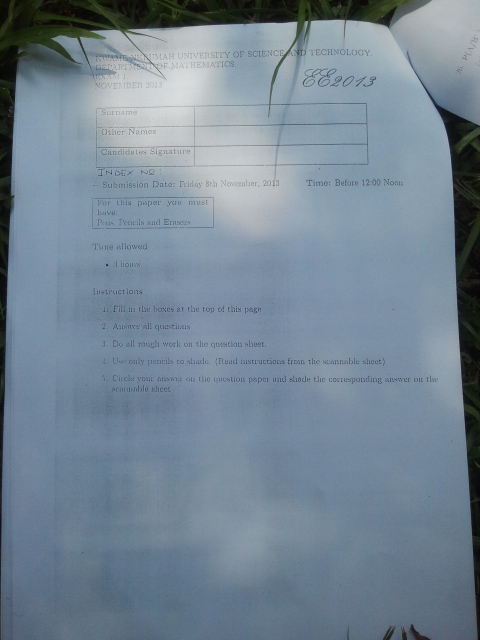 KWAME NKRUMAH UNIVERSITY OF SCIENCE AND TECHNOLOGY.
DEPARTMENT OF MATHEMATICS
NOVEMBER 2013
EE2013
Surname
Other Names
Candidates Signature
INDEX NO:
Submission Date: Friday 8th November, 2013 Time: Before 12:00 Noon
For this paper you must
have:
Pens, Pencils and Erasers
Time allowed
hours
Instructions
1. Fill in the boxes at the top of this page
2. Answer all questions
3. Do all rough work on the question sheet.
4. Use only pencils to shade. (Read instructions from the scannable sheet)
5. Circle your answer on the question paper and shade the corresponding answer on the
scannable sheet